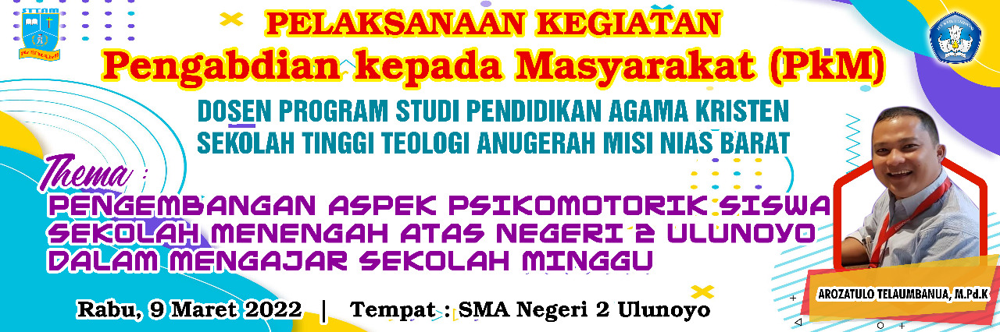 STTAM
PELAKSANAAN KEGIATAN
Pengabdian kepada Masyarakat (PkM)
DOSEN PROGRAM STUDI PENDIDIKAN AGAMA KRISTEN
SEKOLAH TINGGI TEOLOGI ANUGERAH MISI NIAS BARAT
Thema :
PENGEMBANGAN ASPEK PSIKOMOTORIK SISWA
SEKOLAH MENENGAH ATAS NEGERI 2 ULUNOYO
DALAM MENGAJAR SEKOLAH MINGGU
AROZATULO TELAUMBANUA, M.Pd.K
Rabu, 9 Maret 2022 | Tempat : SMA Negeri 2 Ulunoyo